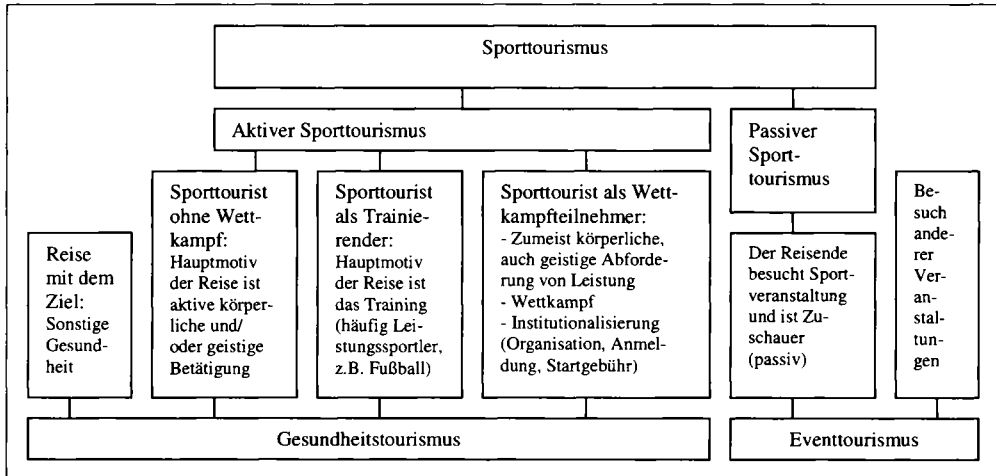 Sporttourismus
Aktiver Sporttourismus
Passiver
Sport-
tourismus
Reise
mit dem
Ziel:
Sonstige
Gesund-
heit
Sporttourist
ohne Wett-
kampf:
Hauptmotiv
der Reise ist
aktive körper-
liche und/
oder geistige
Betätigung
Sporttourist
als Trainie-
render:
Hauptmotiv
der Reise ist
das Training
(häufig Lei-
stungssportler,
z.B. Fußball)
Sporttourist als Wett-
kampfteilnehmer:
- Zumeist körperliche,
auch geistige Abforde-
rung von Leistung
- Wettkampf
- Institutionalisierung
(Organisation, Anmel-
dung, Startgebühr)
Der Reisende
besucht Sport-
veranstaltung
und ist Zu-
schauer
(passiv)
Be-
such
ande-
rer
Ver-
an-
stal-
tun-
gen
Gesundheitstourismus
Eventtourismus